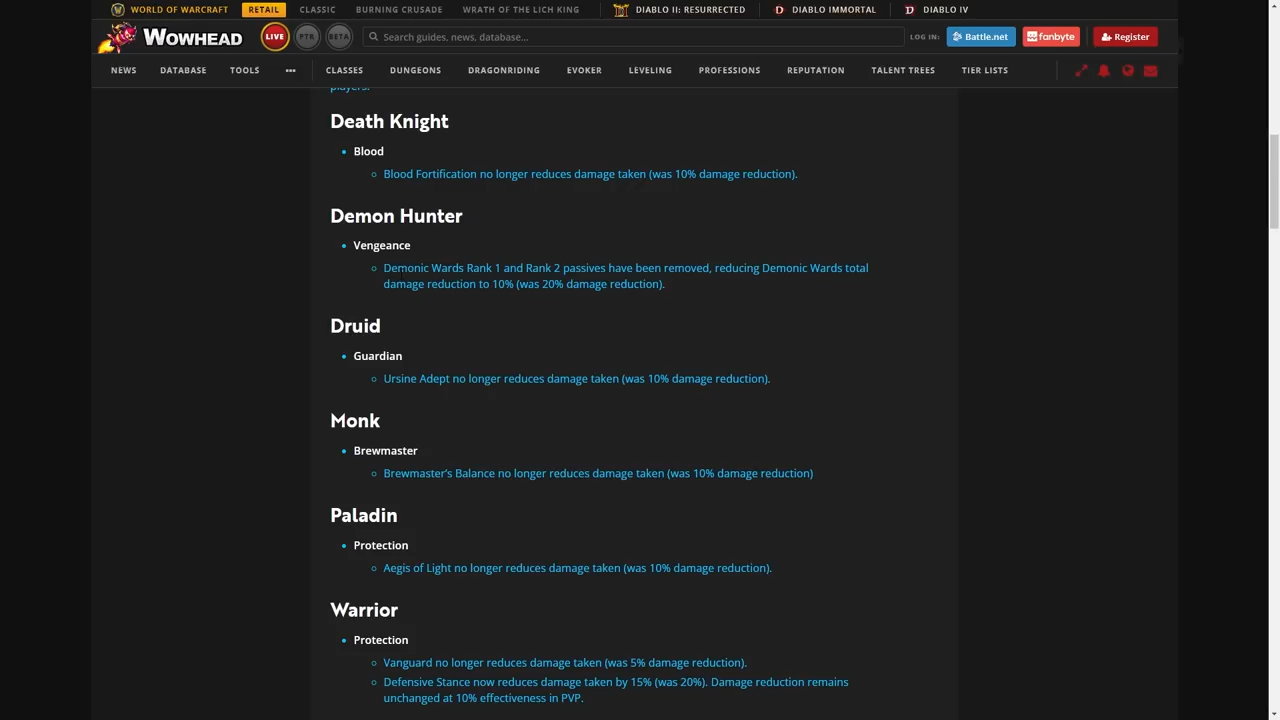 WORLD OF WARCRAFT RETAIL CLASSIC BURNING CRUSADE WRATH OF THE LICH KING DIABLO II: RESURRECTED DIABLO IMMORTAL DIABLO IV
WOWHEAD LIVE PTR BETA Search guides, news, database... LOG IN: Battle.net fanbyte Register
NEWS DATABASE TOOLS ••• CLASSES DUNGEONS DRAGONRIDING EVOKER LEVELING PROFESSIONS REPUTATION TALENT TREES TIER LISTS
players.
Death Knight
Blood
Blood Fortification no longer reduces damage taken (was 10% damage reduction).
Demon Hunter
Vengeance
Demonic Wards Rank 1 and Rank 2 passives have been removed, reducing Demonic Wards total
damage reduction to 10% (was 20% damage reduction).
Druid
Guardian
Ursine Adept no longer reduces damage taken (was 10% damage reduction).
Monk
Brewmaster
Brewmaster's Balance no longer reduces damage taken (was 10% damage reduction)
Paladin
Protection
Aegis of Light no longer reduces damage taken (was 10% damage reduction).
Warrior
Protection
Vanguard no longer reduces damage taken (was 5% damage reduction).
Defensive Stance now reduces damage taken by 15% (was 20%). Damage reduction remains
unchanged at 10% effectiveness in PVP.